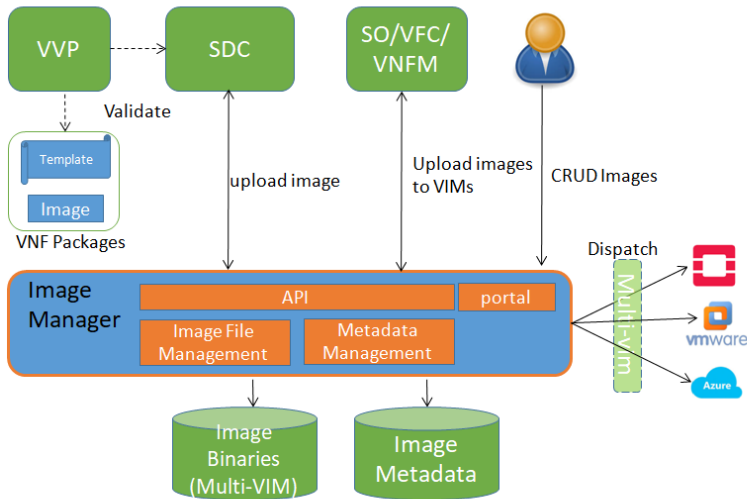 VVP
SDC
SO/VFC/
VNFM
Validate
Template
Image
VNF Packages
upload image
Upload images
to VIMs
CRUD Images
Dispatch
Multi-vim
Image
Manager
API
portal
Image File
Management
Metadata
Management
vmware
Azure
Image
Binaries
(Multi-VIM)
Image
Metadata